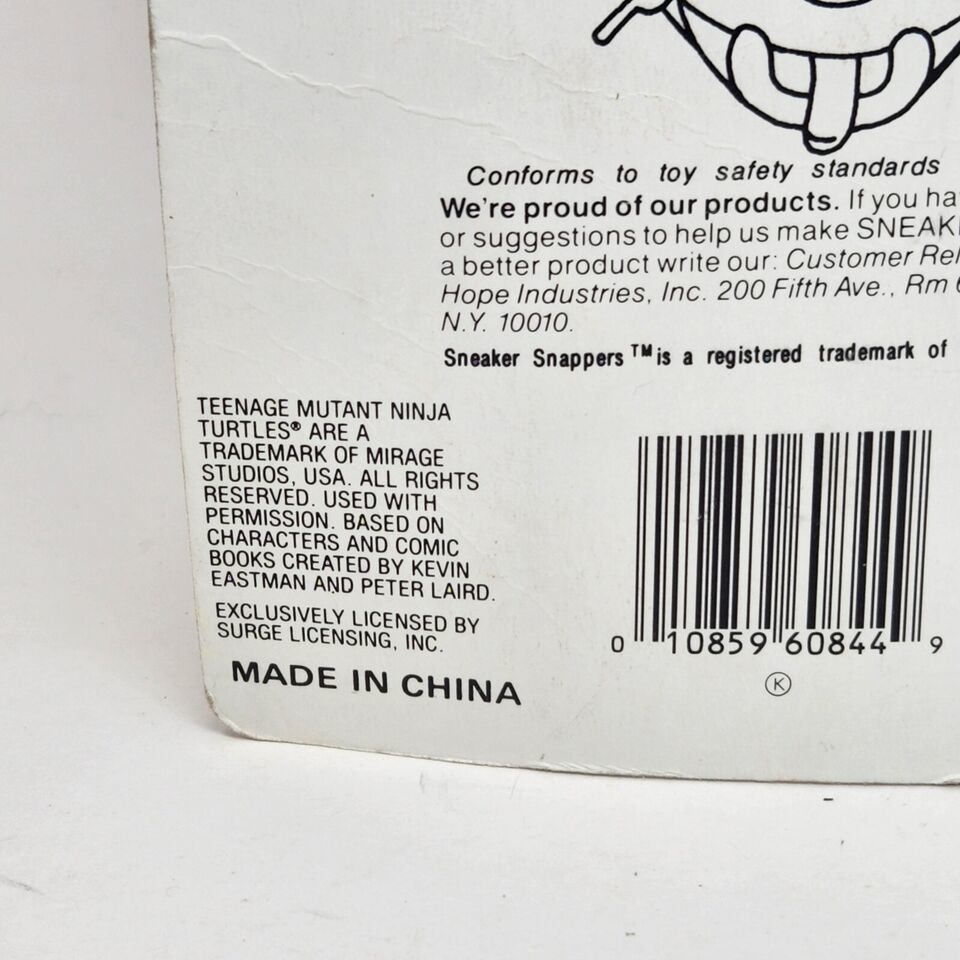 Conforms to toy safety standards
We're proud of our products. If you
or suggestions to help us make
a better product write our: Customer
Hope Industries, Inc. 200 Fifth Ave., Rm
N.Y. 10010.
Sneaker Snappers™ is a registered trademark of
TEENAGE MUTANT NINJA
TURTLES® ARE A
TRADEMARK OF MIRAGE
STUDIOS, USA. ALL RIGHTS
RESERVED. USED WITH
PERMISSION. BASED ON
CHARACTERS AND COMIC
BOOKS CREATED BY KEVIN
EASTMAN AND PETER LAIRD.
EXCLUSIVELY LICENSED BY
SURGE LICENSING, INC.
MADE IN CHINA
0 10859 60844 9
Ⓚ